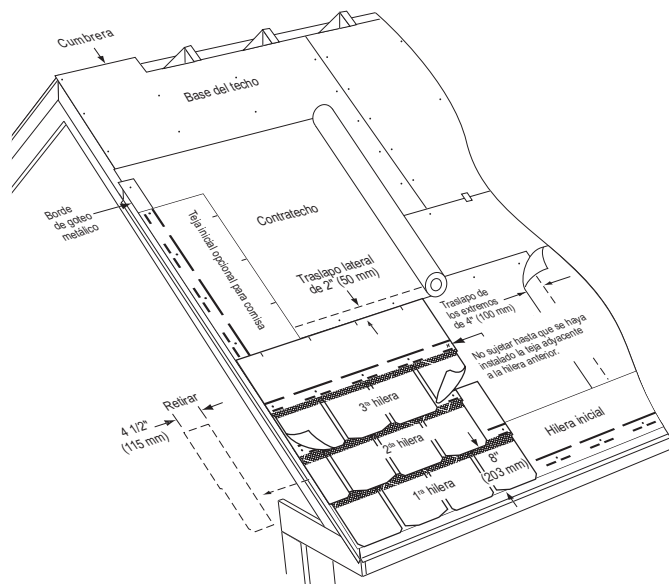 Cumbrera
Base del techo
Borde
de goteo
metálico
Teja inicial opcional para cornisa
Contratecho
Traslapo lateral
de 2" (50 mm)
Traslapo de
los extremos
de 4" (100 mm)
No sujetar hasta que se haya
instalado la teja adyacente
a la hilera anterior.
Retirar
4 1/2"
(115 mm)
3ra hilera
2da hilera
1ra hilera
8"
(203 mm)
Hilera inicial